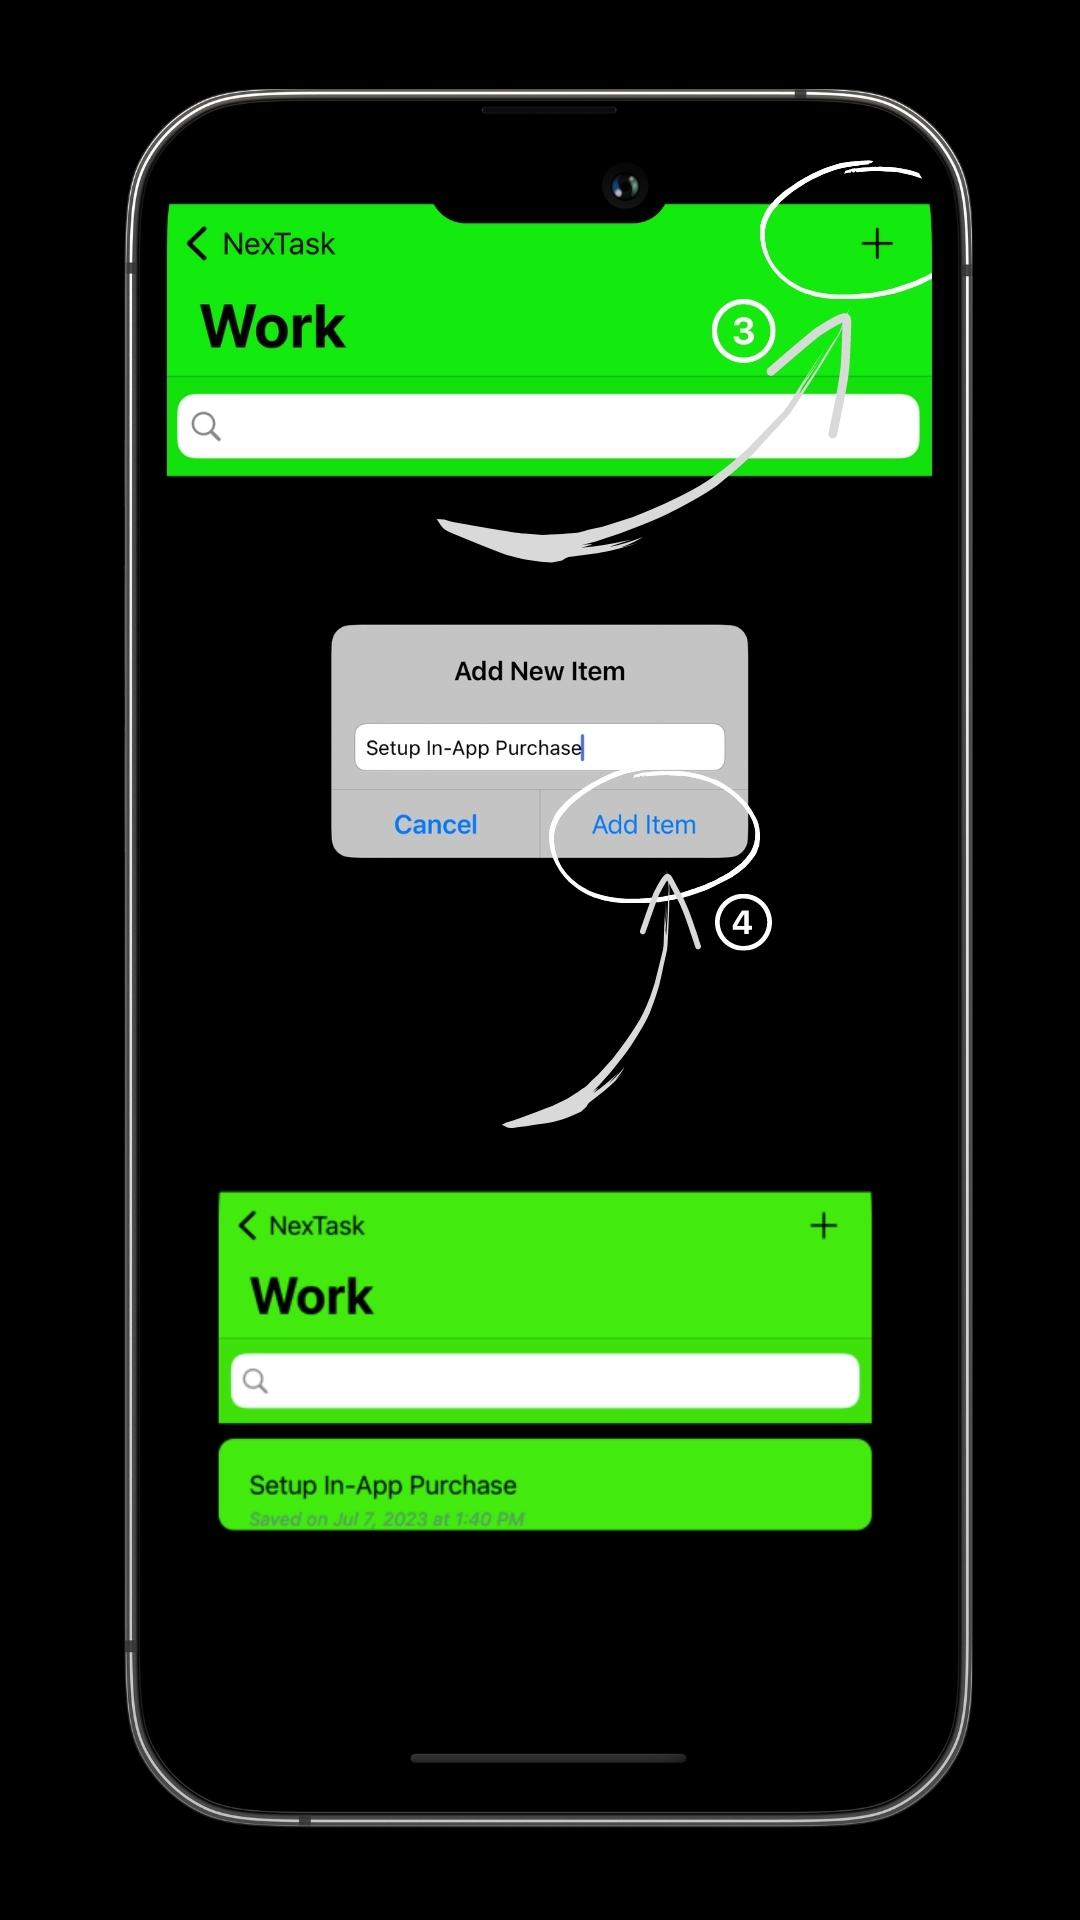 NexTask
Work
3
Add New Item
Setup In-App Purchase
Cancel
Add Item
4
NexTask
Work
Setup In-App Purchase
Saved on Jul 7, 2023 at 1:40 PM